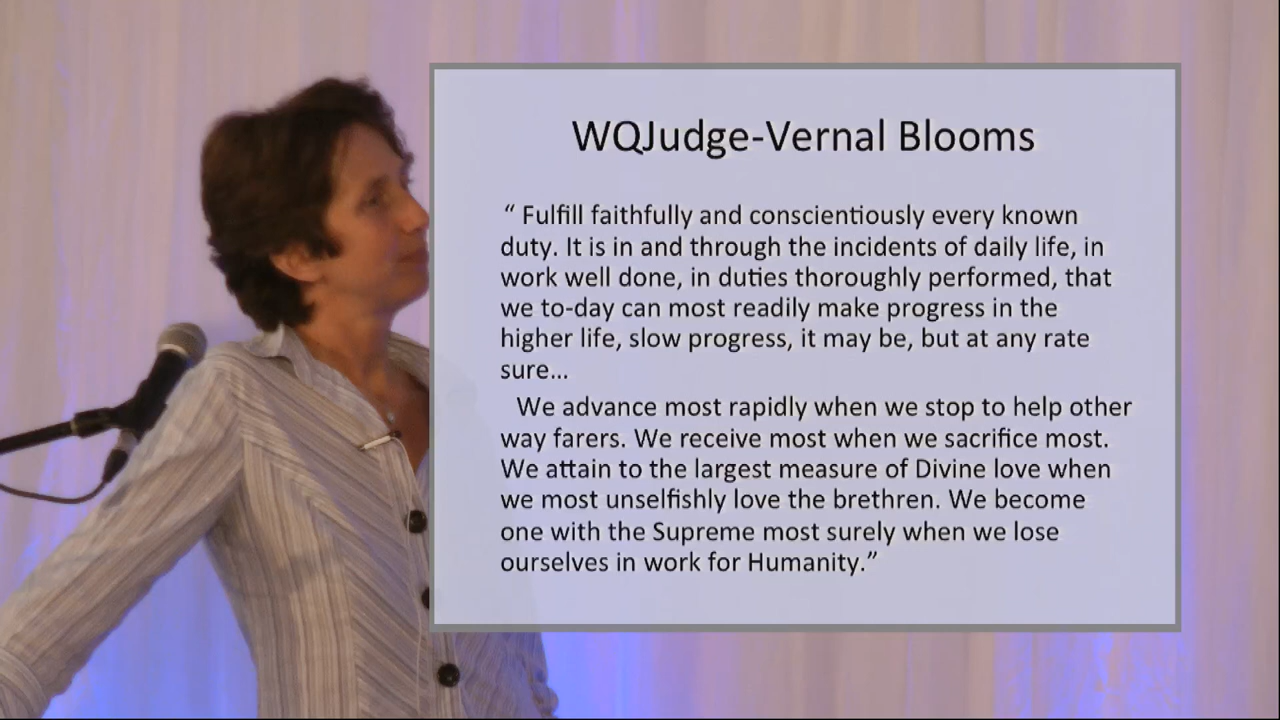 WQJudge-Vernal Blooms
“ Fulfill faithfully and conscientiously every known
duty. It is in and through the incidents of daily life, in
work well done, in duties thoroughly performed, that
we to-day can most readily make progress in the
higher life, slow progress, it may be, but at any rate
sure...
We advance most rapidly when we stop to help other
way farers. We receive most when we sacrifice most.
We attain to the largest measure of Divine love when
we most unselfishly love the brethren. We become
one with the Supreme most surely when we lose
ourselves in work for Humanity.”